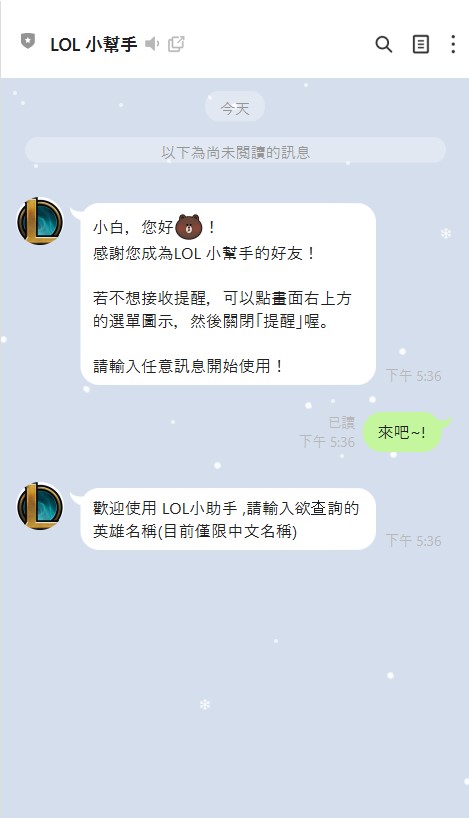 LOL 小幫手
今天
以下為尚未閱讀的訊息
小白，您好！
感謝您成為LOL 小幫手的好友！
若不想接收提醒，可以點畫面右上方
的選單圖示，然後關閉｢提醒｣喔。
請輸入任意訊息開始使用！
下午 5:36
已讀
下午 5:36
來吧~!
歡迎使用 LOL小助手 ,請輸入欲查詢的
英雄名稱(目前僅限中文名稱)
下午 5:36